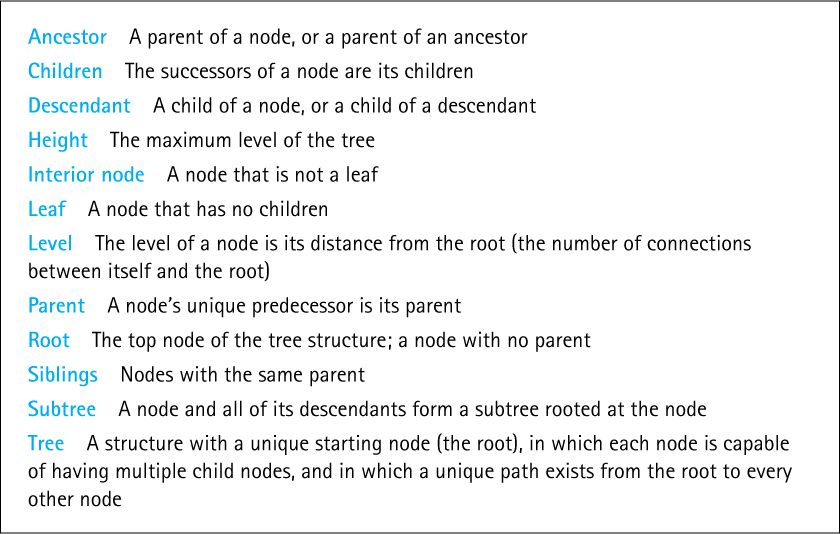 Ancestor A parent of a node, or a parent of an ancestor
Children The successors of a node are its children
Descendant A child of a node, or a child of a descendant
Height The maximum level of the tree
Interior node A node that is not a leaf
Leaf A node that has no children
Level The level of a node is its distance from the root (the number of connections
between itself and the root)
Parent A node’s unique predecessor is its parent
Root The top node of the tree structure; a node with no parent
Siblings Nodes with the same parent
Subtree A node and all of its descendants form a subtree rooted at the node
Tree A structure with a unique starting node (the root), in which each node is capable
of having multiple child nodes, and in which a unique path exists from the root to every
other node